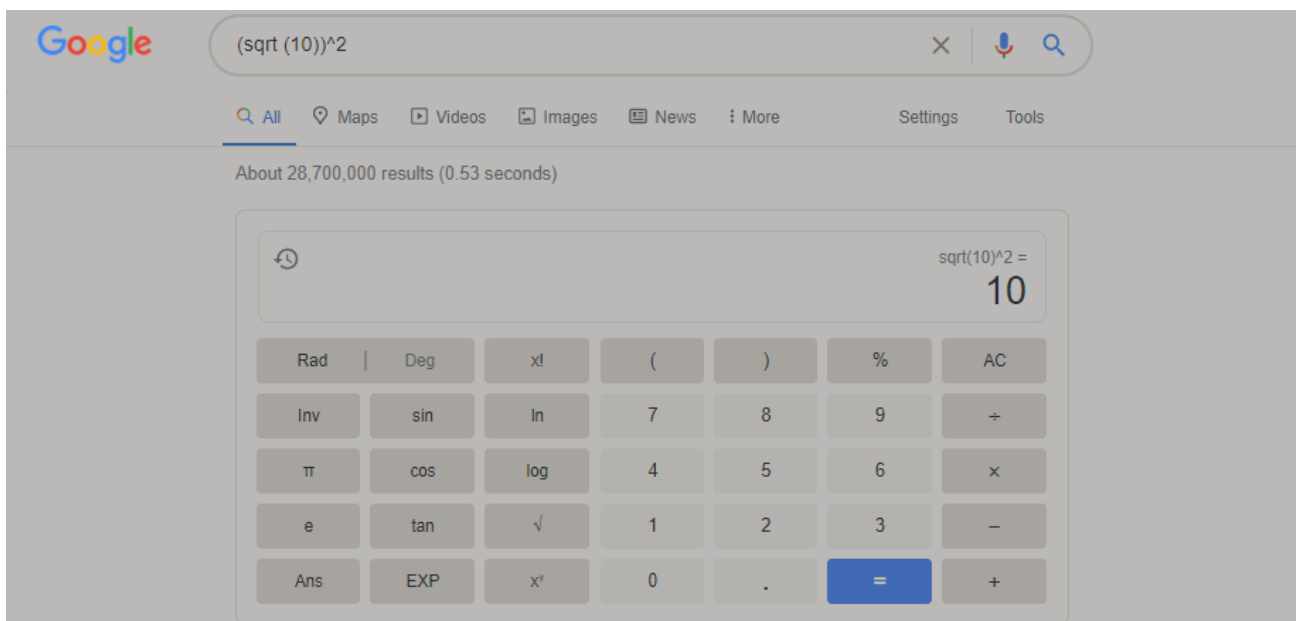 Google (sqrt (10))^2
All Maps Videos Images News More Settings Tools
About 28,700,000 results (0.53 seconds)
sqrt(10)^2 =
10
Rad | Deg x! ( ) % AC
Inv sin ln 7 8 9 ÷
π cos log 4 5 6 ×
e tan √ 1 2 3 −
Ans EXP xʸ 0 . = +